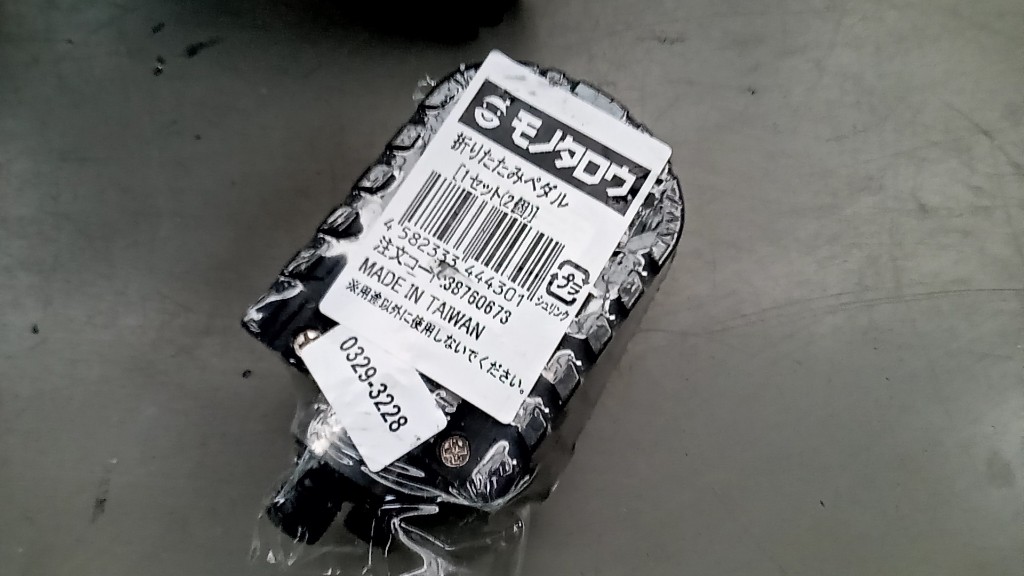 モノタロウ
折りたたみペダル
[1セット(2個)]
4 582333 444301
プラ
シュリンク
注文コード:38760673
MADE IN TAIWAN
※用途以外に使用しないでください。
0329-3228